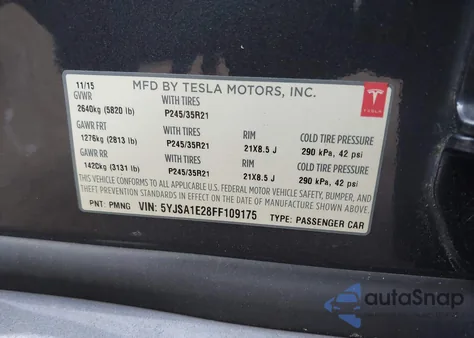 11/15 MFD BY TESLA MOTORS, INC.
GVWR WITH TIRES
2640kg (5820 lb) P245/35R21 TESLA
GAWR FRT WITH TIRES RIM COLD TIRE PRESSURE
1276kg (2813 lb) P245/35R21 21X8.5 J 290 kPa, 42 psi
GAWR RR WITH TIRES RIM COLD TIRE PRESSURE
1420kg (3131 lb) P245/35R21 21X8.5 J 290 kPa, 42 psi
THIS VEHICLE CONFORMS TO ALL APPLICABLE U.S. FEDERAL MOTOR VEHICLE SAFETY, BUMPER,
AND THEFT PREVENTION STANDARDS IN EFFECT ON THE DATE OF MANUFACTURE SHOWN ABOVE.
PNT: PMNG VIN: 5YJSA1E28FF109175 TYPE: PASSENGER CAR
autoSnap